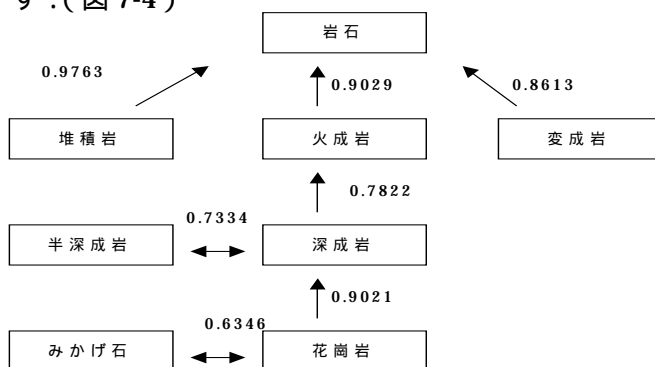 す.(図 7-4)
岩石
0.9763
0.9029
0.8613
堆積岩
火成岩
変成岩
0.7822
0.7334
半深成岩
深成岩
0.9021
0.6346
みかげ石
花崗岩